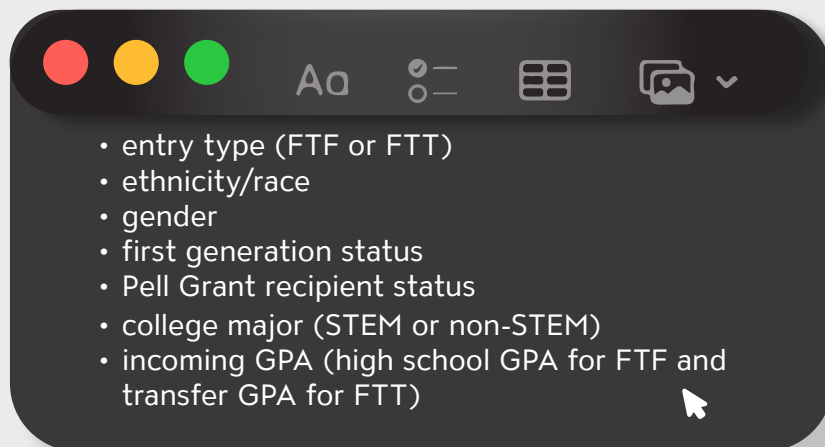 Aa
• entry type (FTF or FTT)
• ethnicity/race
• gender
• first generation status
• Pell Grant recipient status
• college major (STEM or non-STEM)
• incoming GPA (high school GPA for FTF and
transfer GPA for FTT)